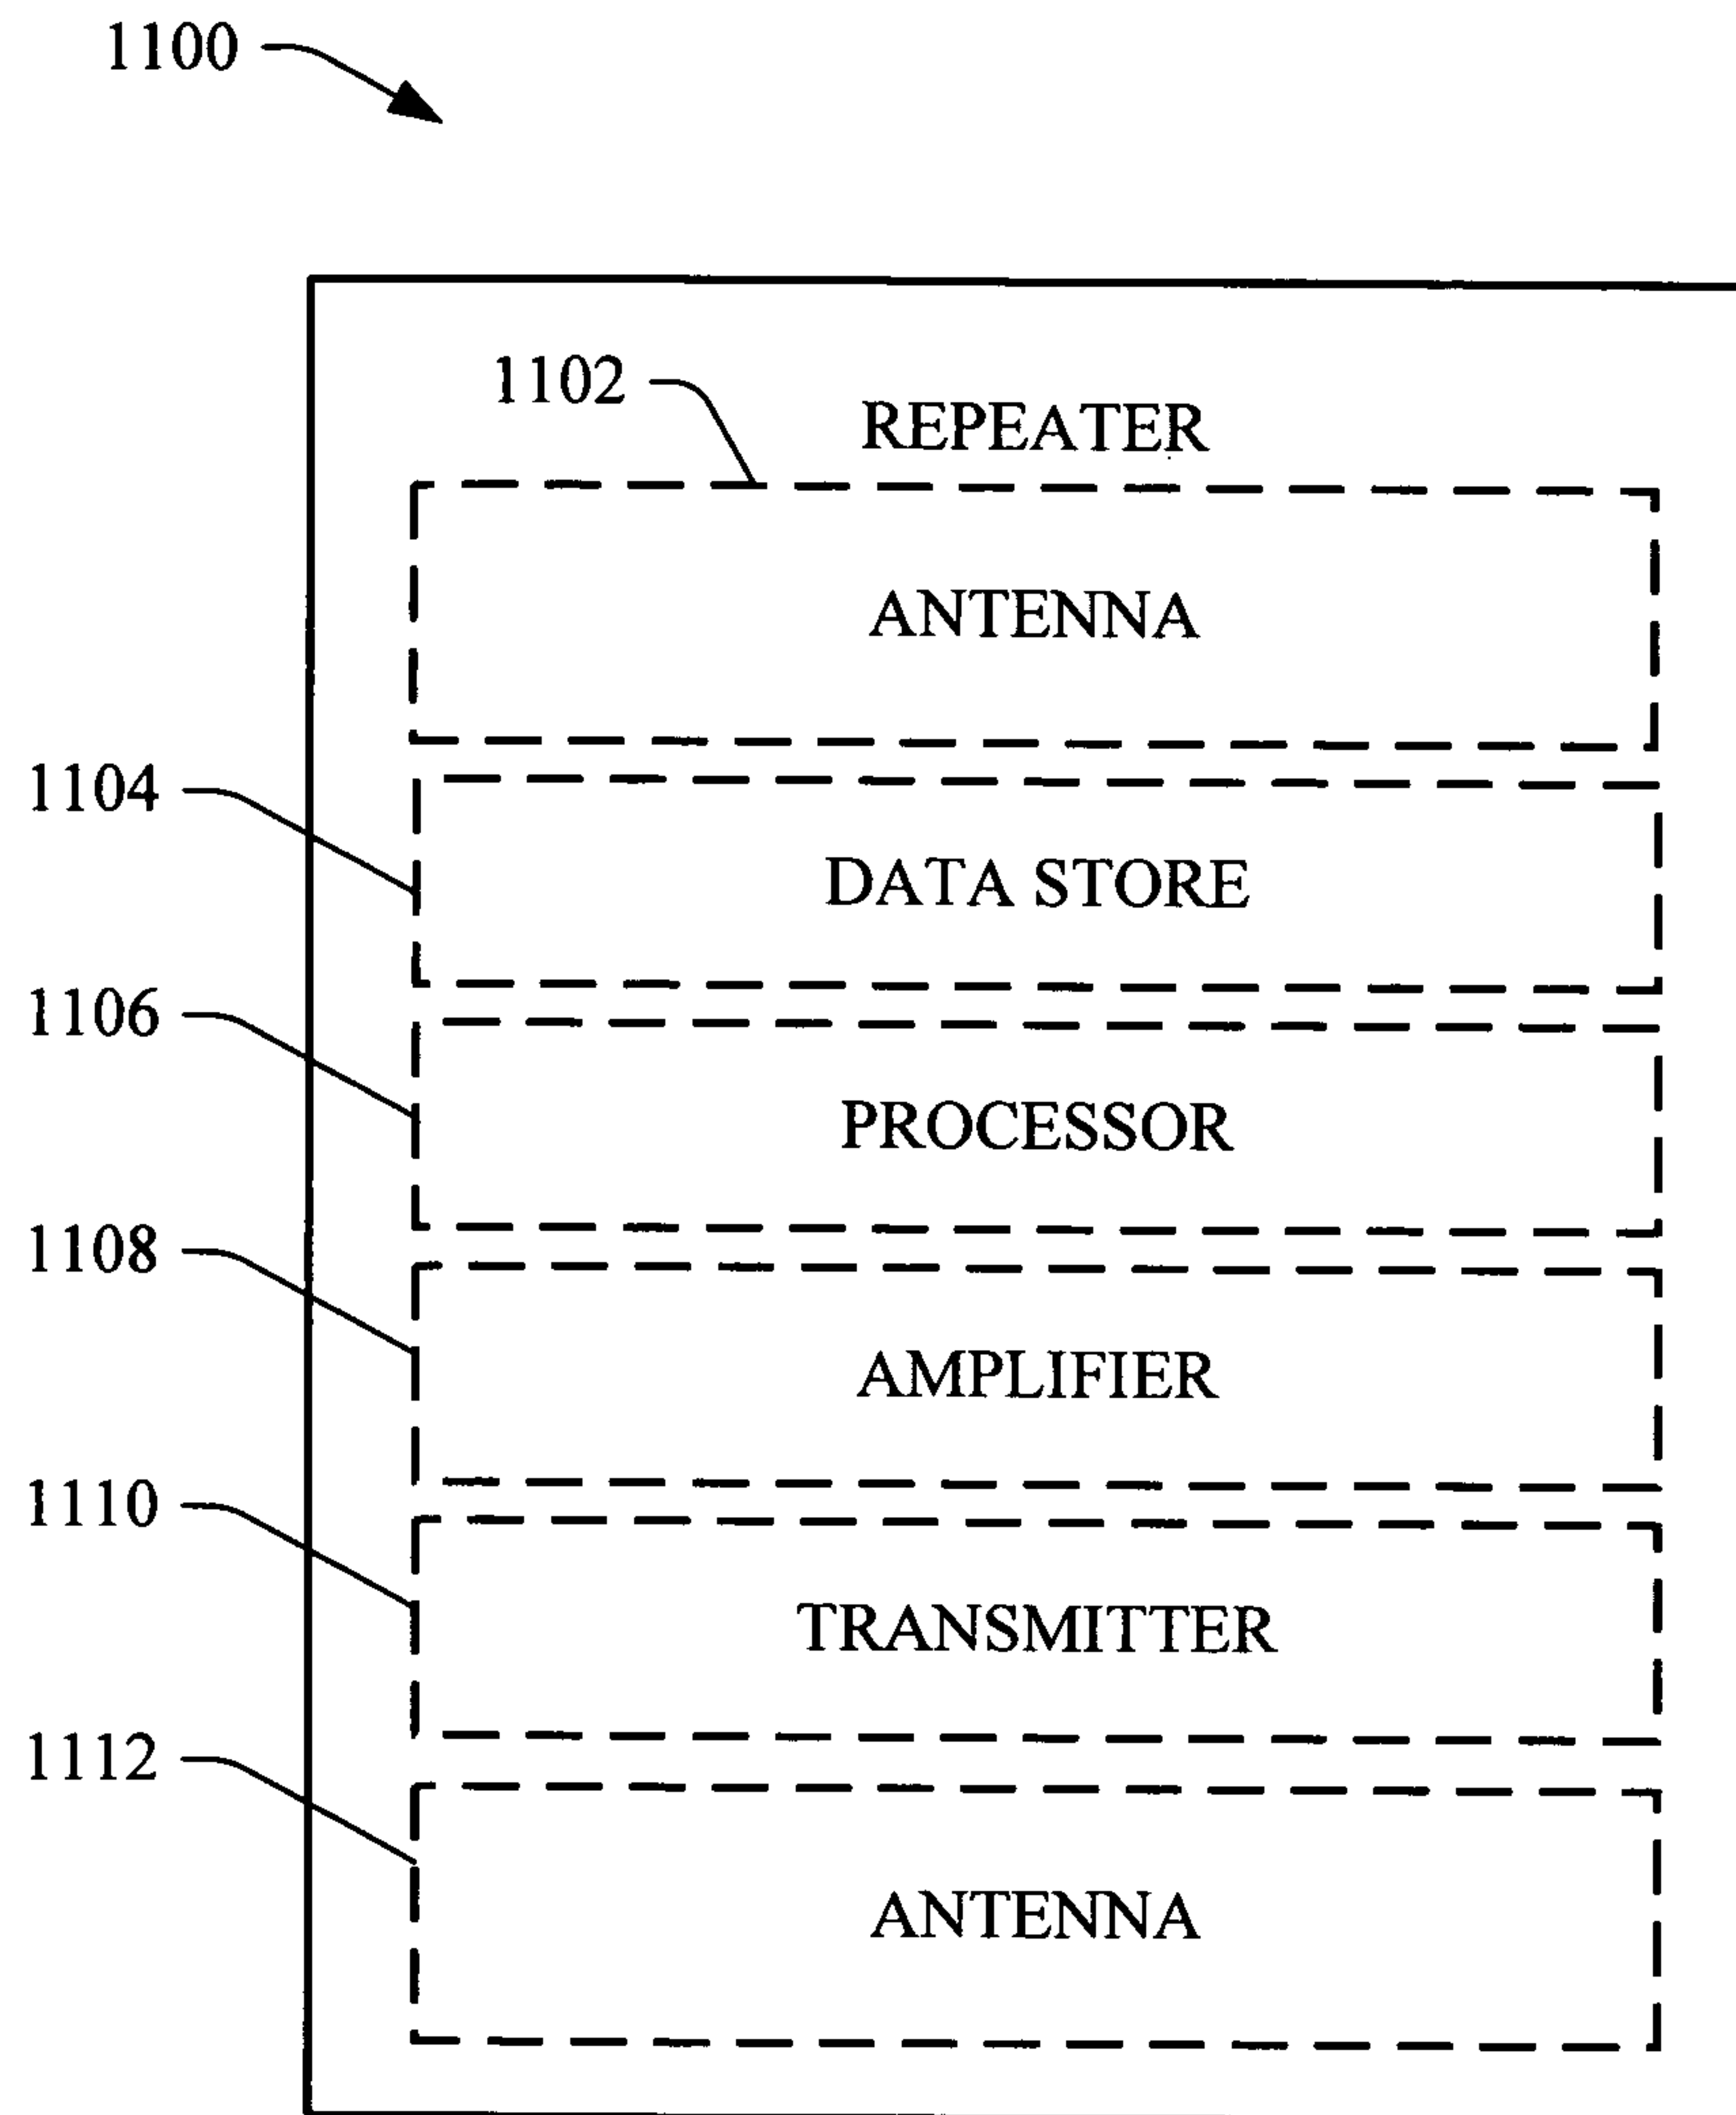 1100
1102
REPEATER
ANTENNA
1104
DATA STORE
1106
PROCESSOR
1108
AMPLIFIER
1110
TRANSMITTER
1112
ANTENNA